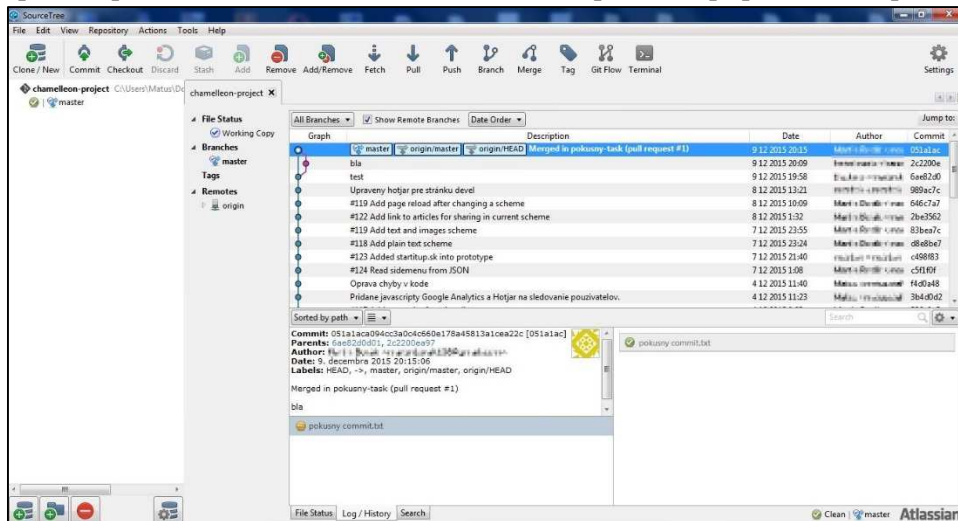 SourceTree
File Edit View Repository Actions Tools Help
Clone / New Commit Checkout Discard Stash Add Remove Add/Remove Fetch Pull Push Branch Merge Tag Git Flow Terminal Settings
chamelleon-project C:\Users\Matus\Do
master
chamelleon-project
File Status
Working Copy
Branches
master
Tags
Remotes
origin
All Branches Show Remote Branches Date Order Jump to:
Graph Description Date Author Commit
master origin/master origin/HEAD Merged in pokusny-task (pull request #1) 9 12 2015 20:15 051a1ac
bla 9 12 2015 20:09 2c2200e
test 9 12 2015 19:58 6ae82d0
Upraveny hotjar pre stránku devel 8 12 2015 13:21 989ac7c
#119 Add page reload after changing a scheme 8 12 2015 10:09 646c7a7
#122 Add link to articles for sharing in current scheme 8 12 2015 1:32 2be3562
#119 Add text and images scheme 7 12 2015 23:55 83bea7c
#118 Add plain text scheme 7 12 2015 23:24 d8e8be7
#123 Added startitup.sk into prototype 7 12 2015 21:40 c498f83
#124 Read sidemenu from JSON 7 12 2015 1:08 c5f1f0f
Oprava chyby v kode 4 12 2015 11:40 f4d0a48
Pridane javascripty Google Analytics a Hotjar na sledovanie pouzivatelov. 4 12 2015 11:23 3b4d0d2
Sorted by path Search
Commit: 051a1aca094cc3a0c4c660e178a45813a1cea22c [051a1ac]
Parents: 6ae82d0d01, 2c2200ea97
Author:
Date: 9. decembra 2015 20:15:06
Labels: HEAD, ->, master, origin/master, origin/HEAD
Merged in pokusny-task (pull request #1)
bla
pokusny commit.txt
pokusny commit.txt
File Status Log / History Search
Clean master Atlassian